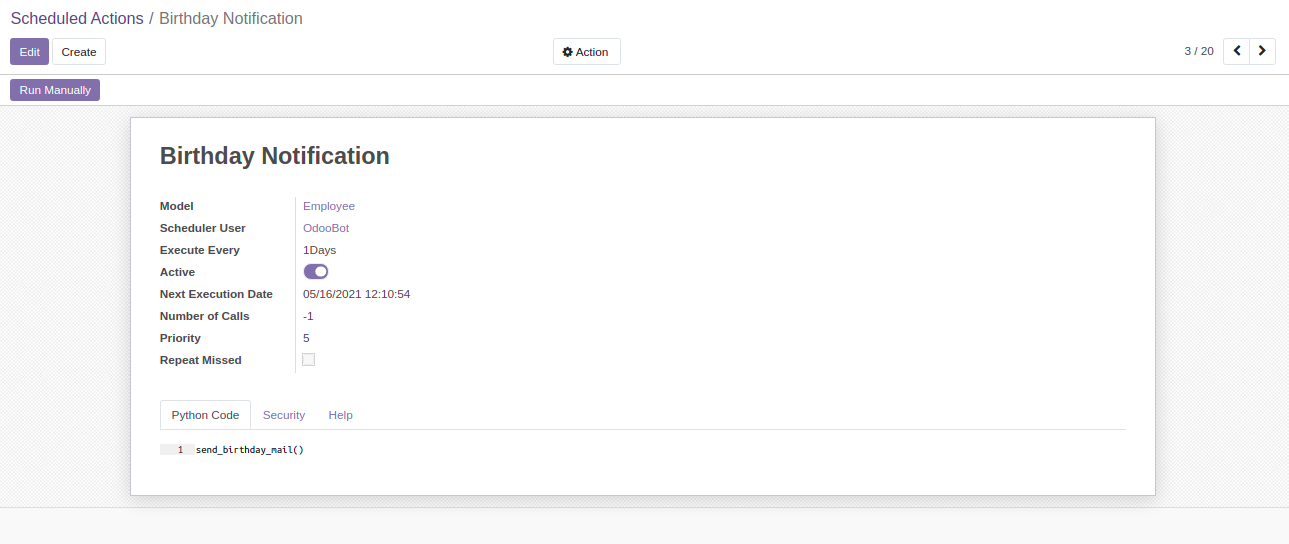 Scheduled Actions / Birthday Notification
Edit Create Action 3 / 20
Run Manually
Birthday Notification
Model Employee
Scheduler User OdooBot
Execute Every 1Days
Active
Next Execution Date 05/16/2021 12:10:54
Number of Calls -1
Priority 5
Repeat Missed
Python Code Security Help
1 send_birthday_mail()